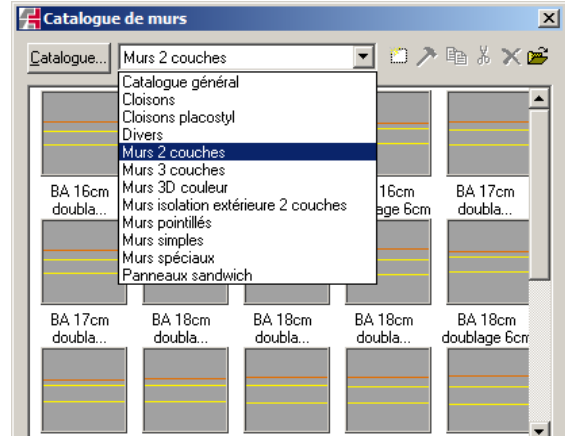 Catalogue de murs
Catalogue... Murs 2 couches
Catalogue général
Cloisons
Cloisons placostyl
Divers
Murs 2 couches
Murs 3 couches
Murs 3D couleur
Murs isolation extérieure 2 couches
Murs pointillés
Murs simples
Murs spéciaux
Panneaux sandwich
BA 16cm 16cm BA 17cm
doubla... age 6cm doubla...
BA 17cm BA 18cm BA 18cm BA 18cm BA 18cm
doubla... doubla... doubla... doubla... doublage 6cm